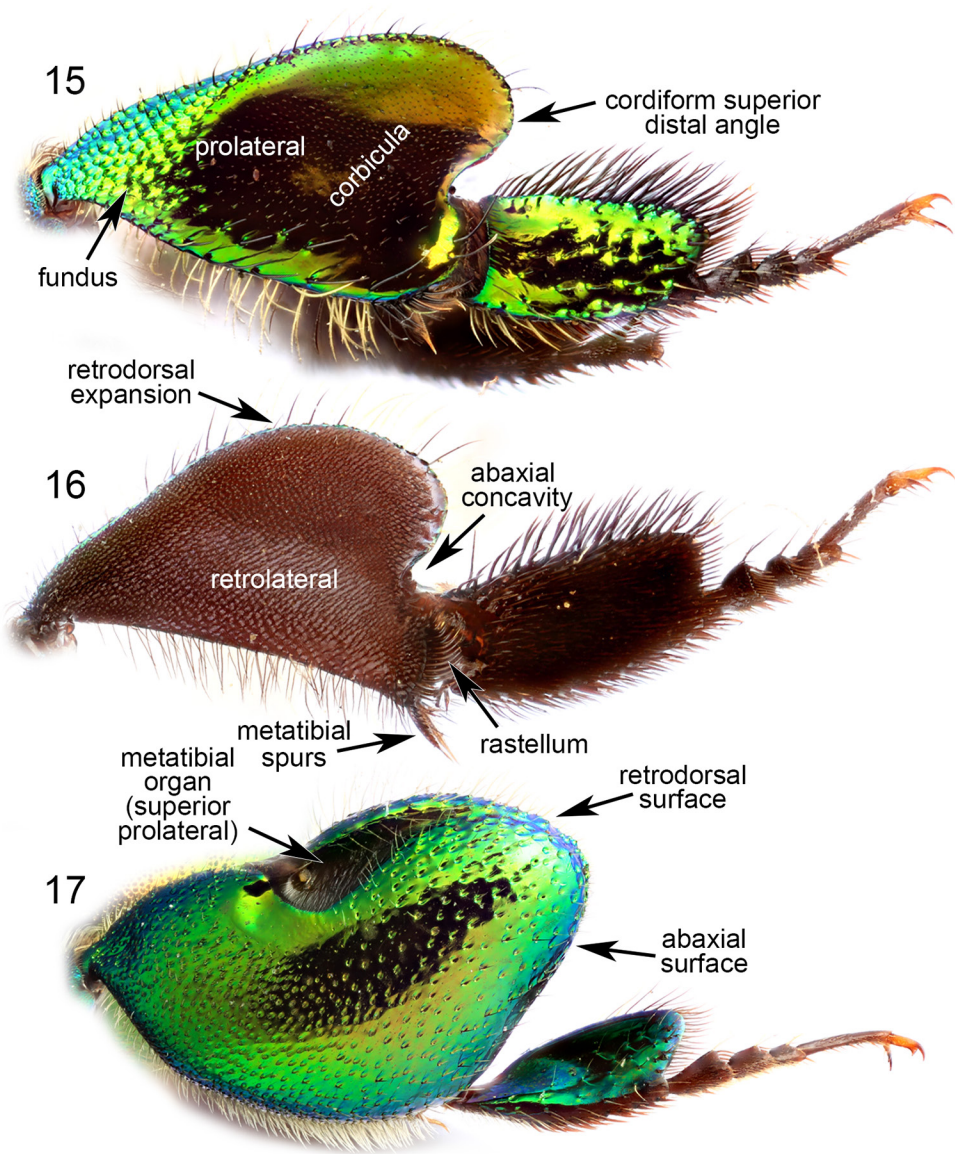 15
cordiform superior
distal angle
prolateral
corbicula
fundus
retrodorsal
expansion
16
abaxial
concavity
retrolateral
metatibial
spurs
rastellum
metatibial
organ
(superior
prolateral)
retrodorsal
surface
17
abaxial
surface